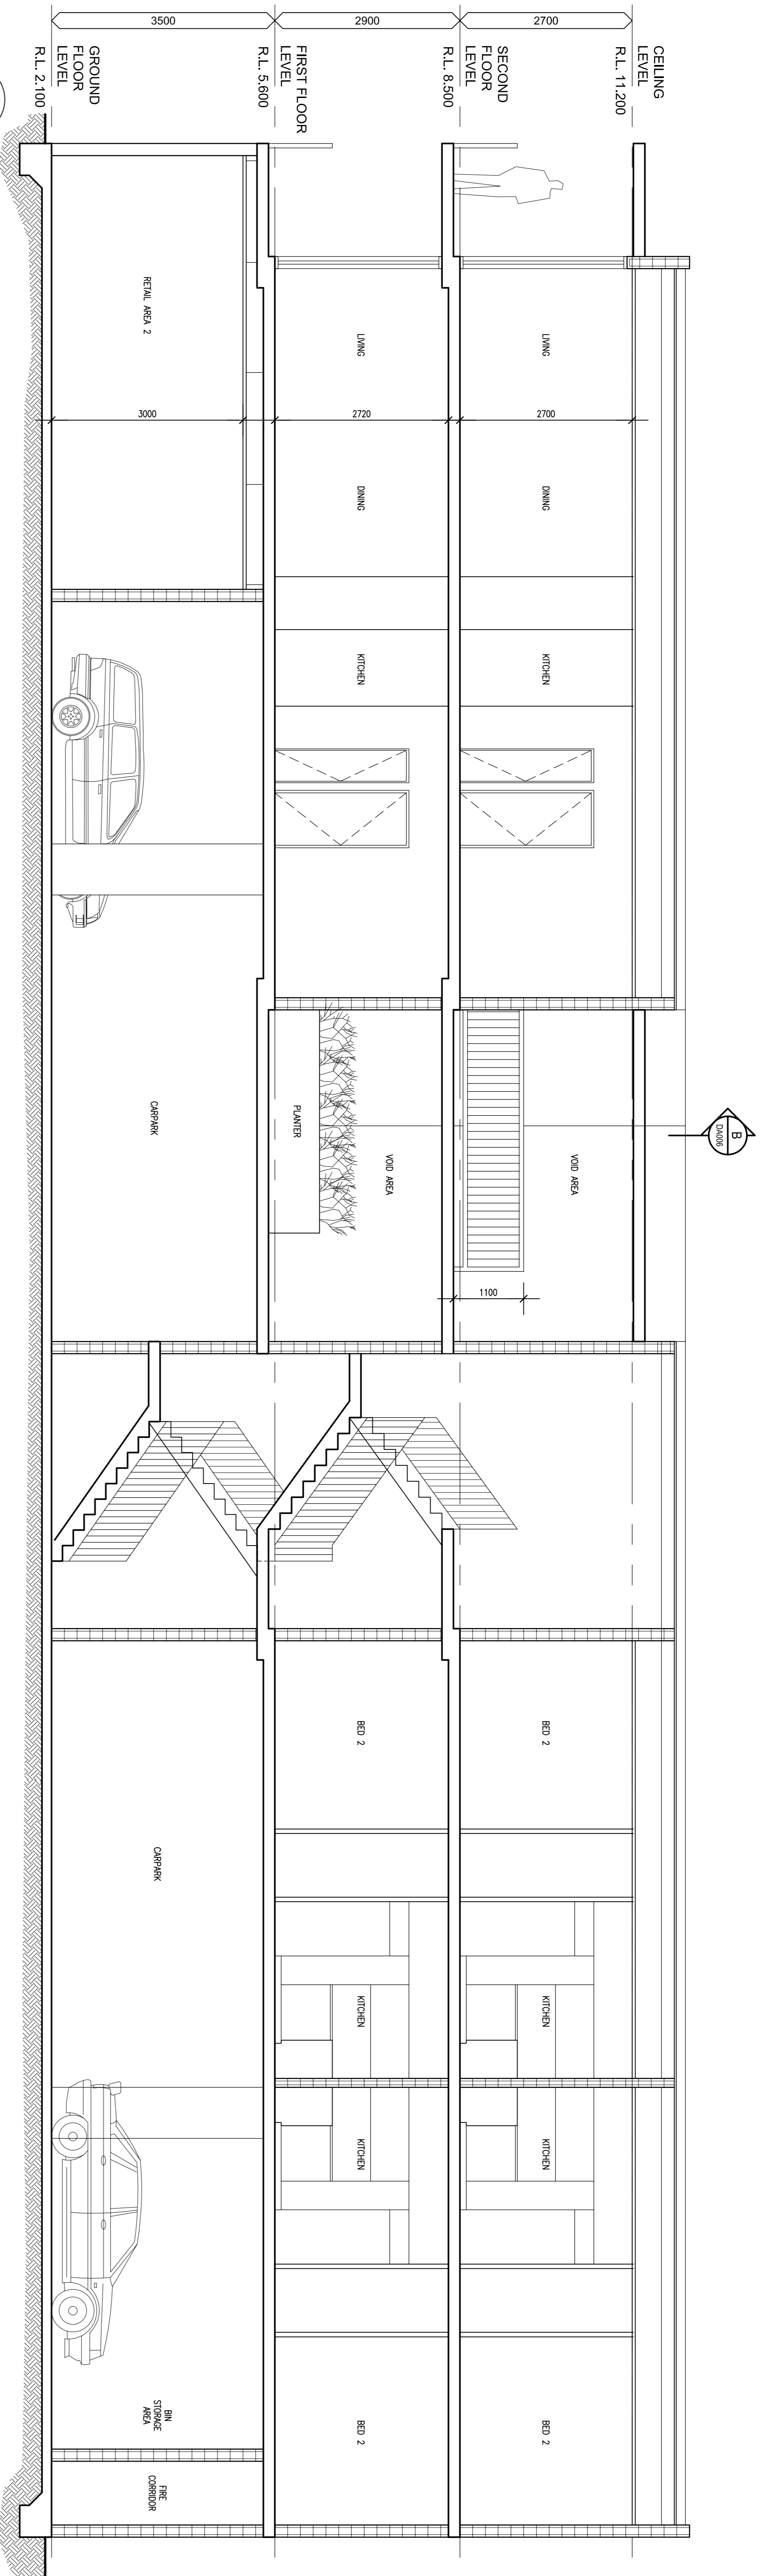 CEILING
LEVEL
R.L. 11.200
2700
SECOND
FLOOR
LEVEL
R.L. 8.500
2900
FIRST FLOOR
LEVEL
R.L. 5.600
3500
GROUND
FLOOR
LEVEL
R.L. 2.100
B
DA006
LIVING
2700
DINING
KITCHEN
VOID AREA
1100
BED 2
KITCHEN
KITCHEN
BED 2
LIVING
2720
DINING
KITCHEN
VOID AREA
PLANTER
BED 2
KITCHEN
KITCHEN
BED 2
RETAIL AREA 2
3000
CARPARK
CARPARK
BIN
STORAGE
AREA
FIRE
CORRIDOR